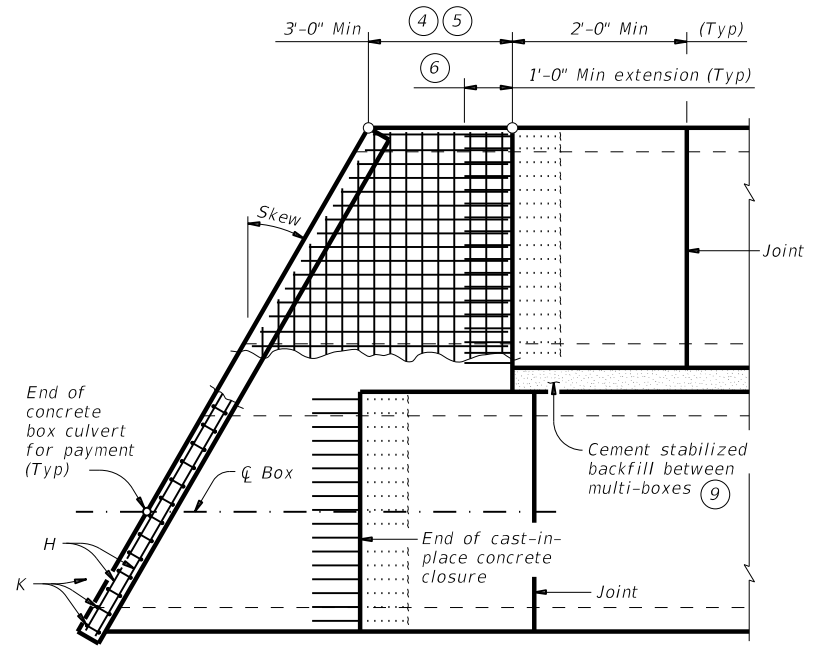 3'-0" Min
4 5
2'-0" Min
(Typ)
6
1'-0" Min extension (Typ)
Skew
Joint
End of
concrete
box culvert
for payment
(Typ)
℄ Box
Cement stabilized
backfill between
multi-boxes 9
H
End of cast-in-
place concrete
closure
K
Joint